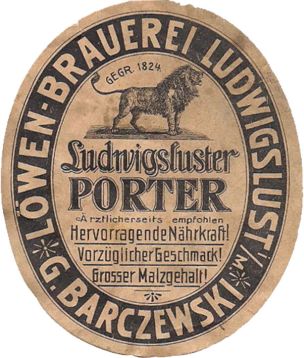 LÖWEN-BRAUEREI LUDWIGSLUST i/M.
GEGR. 1824.
Ludwigsluster
PORTER
Ärztlicherseits empfohlen
Hervorragende Nährkraft!
Vorzüglicher Geschmack!
Grosser Malzgehalt!
G. BARCZEWSKI